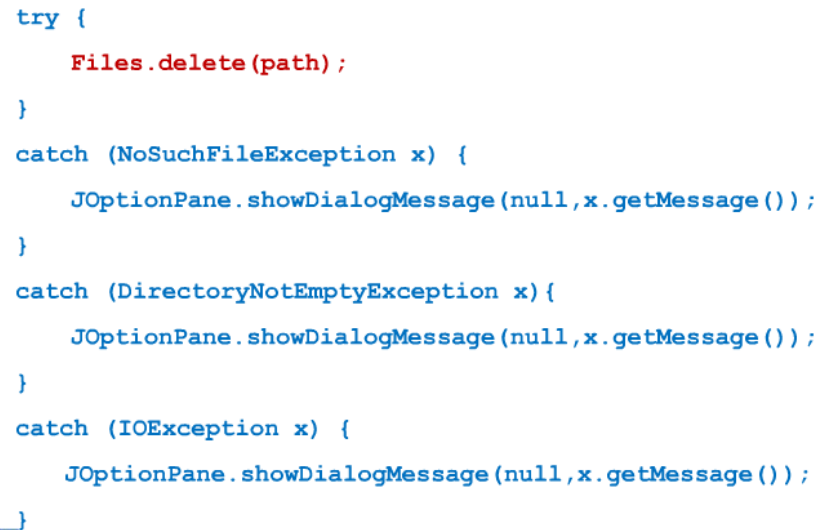 try {
Files.delete(path);
}
catch (NoSuchFileException x) {
JOptionPane.showDialogMessage(null,x.getMessage());
}
catch (DirectoryNotEmptyException x){
JOptionPane.showDialogMessage(null,x.getMessage());
}
catch (IOException x) {
JOptionPane.showDialogMessage(null,x.getMessage());
}